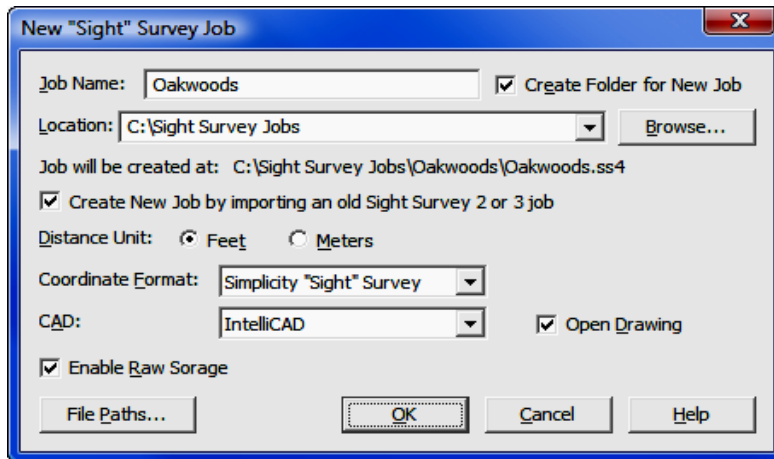 New "Sight" Survey Job
Job Name: Oakwoods Create Folder for New Job
Location: C:\Sight Survey Jobs Browse...
Job will be created at: C:\Sight Survey Jobs\Oakwoods\Oakwoods.ss4
Create New Job by importing an old Sight Survey 2 or 3 job
Distance Unit: Feet Meters
Coordinate Format: Simplicity "Sight" Survey
CAD: IntelliCAD Open Drawing
Enable Raw Sorage
File Paths... OK Cancel Help